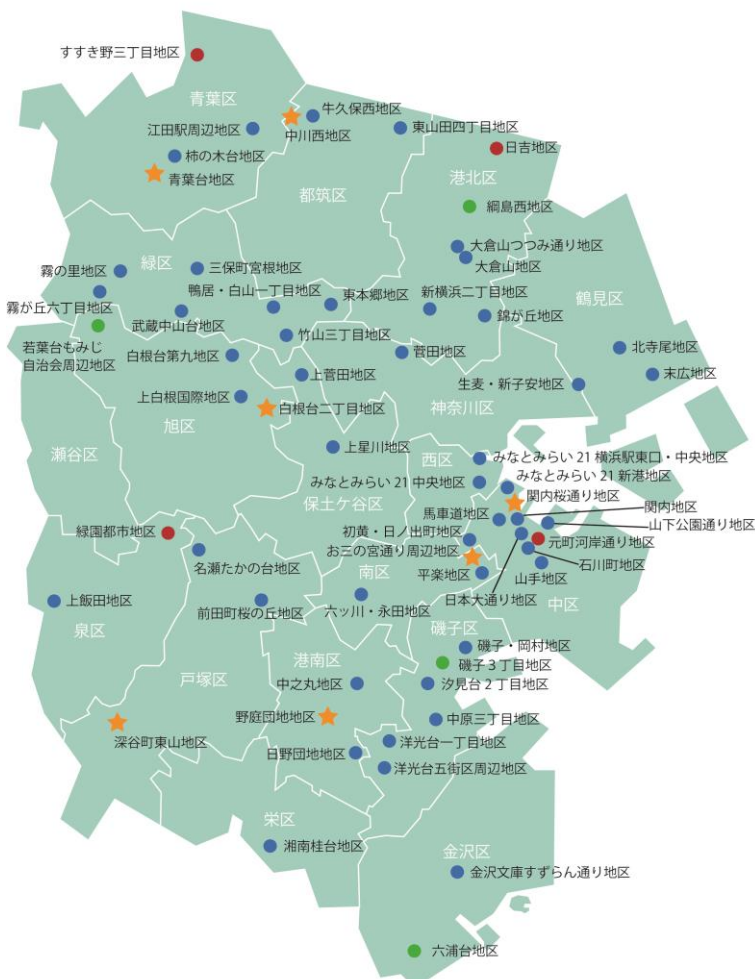 すすき野三丁目地区
青葉区
牛久保西地区
江田駅周辺地区
中川西地区
東山田四丁目地区
日吉地区
柿の木台地区
青葉台地区
都筑区
港北区
綱島西地区
大倉山つつみ通り地区
大倉山地区
緑区
霧の里地区
三保町宮根地区
鴨居・白山一丁目地区
東本郷地区
新横浜二丁目地区
鶴見区
霧が丘六丁目地区
武蔵中山台地区
錦が丘地区
竹山三丁目地区
若葉台もみじ
自治会周辺地区
白根台第九地区
菅田地区
北寺尾地区
上菅田地区
生麦・新子安地区
末広地区
上白根国際地区
白根台二丁目地区
神奈川区
旭区
瀬谷区
上星川地区
西区
みなとみらい 21 横浜駅東口・中央地区
みなとみらい 21 中央地区
みなとみらい 21 新港地区
関内桜通り地区
保土ケ谷区
馬車道地区
関内地区
山下公園通り地区
緑園都市地区
初黄・日ノ出町地区
元町河岸通り地区
お三の宮通り周辺地区
石川町地区
名瀬たかの台地区
南区
平楽地区
山手地区
日本大通り地区
中区
上飯田地区
前田町桜の丘地区
六ッ川・永田地区
泉区
磯子区
磯子・岡村地区
港南区
磯子3丁目地区
戸塚区
中之丸地区
汐見台2丁目地区
野庭団地地区
中原三丁目地区
深谷町東山地区
日野団地地区
洋光台一丁目地区
洋光台五街区周辺地区
栄区
湘南桂台地区
金沢区
金沢文庫すずらん通り地区
六浦台地区